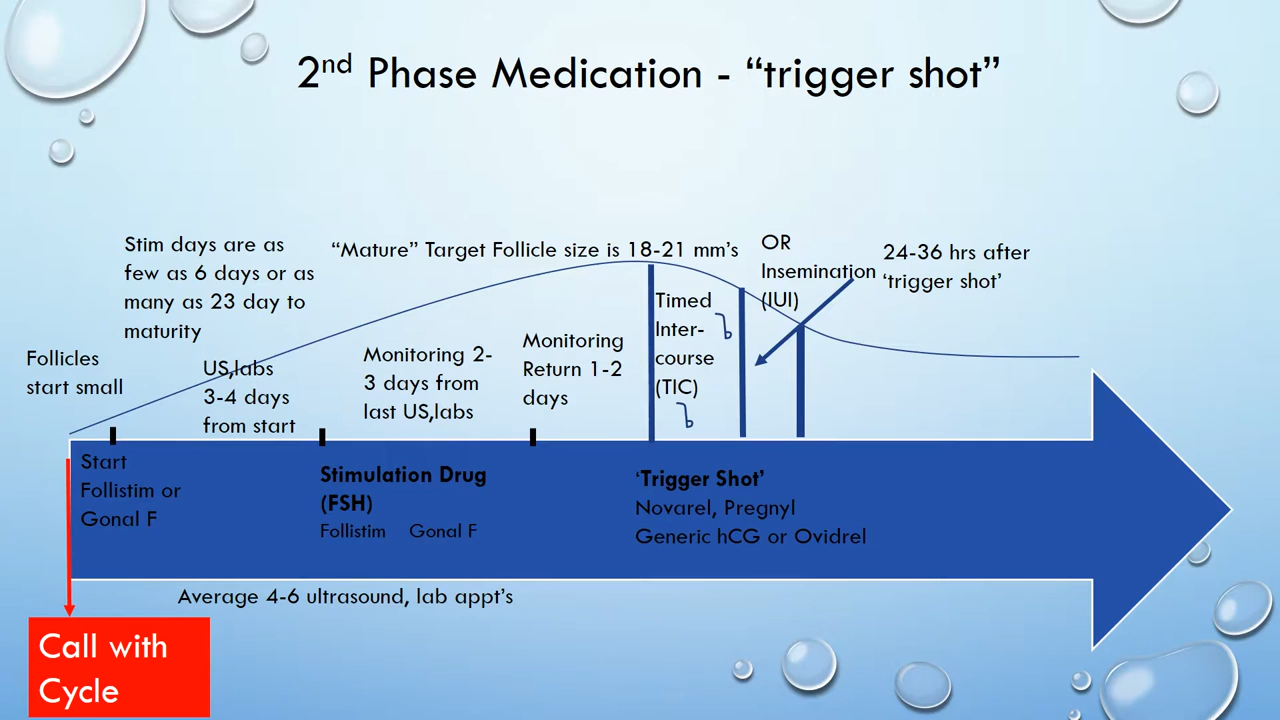 2nd Phase Medication - “trigger shot”
Stim days are as
few as 6 days or as
many as 23 day to
maturity
“Mature” Target Follicle size is 18-21 mm’s
OR
Insemination
(IUI)
24-36 hrs after
‘trigger shot’
Follicles
start small
US,labs
3-4 days
from start
Monitoring 2-
3 days from
last US,labs
Monitoring
Return 1-2
days
Timed
Inter-
course
(TIC)
Start
Follistim or
Gonal F
Stimulation Drug
(FSH)
Follistim Gonal F
‘Trigger Shot’
Novarel, Pregnyl
Generic hCG or Ovidrel
Average 4-6 ultrasound, lab appt’s
Call with
Cycle